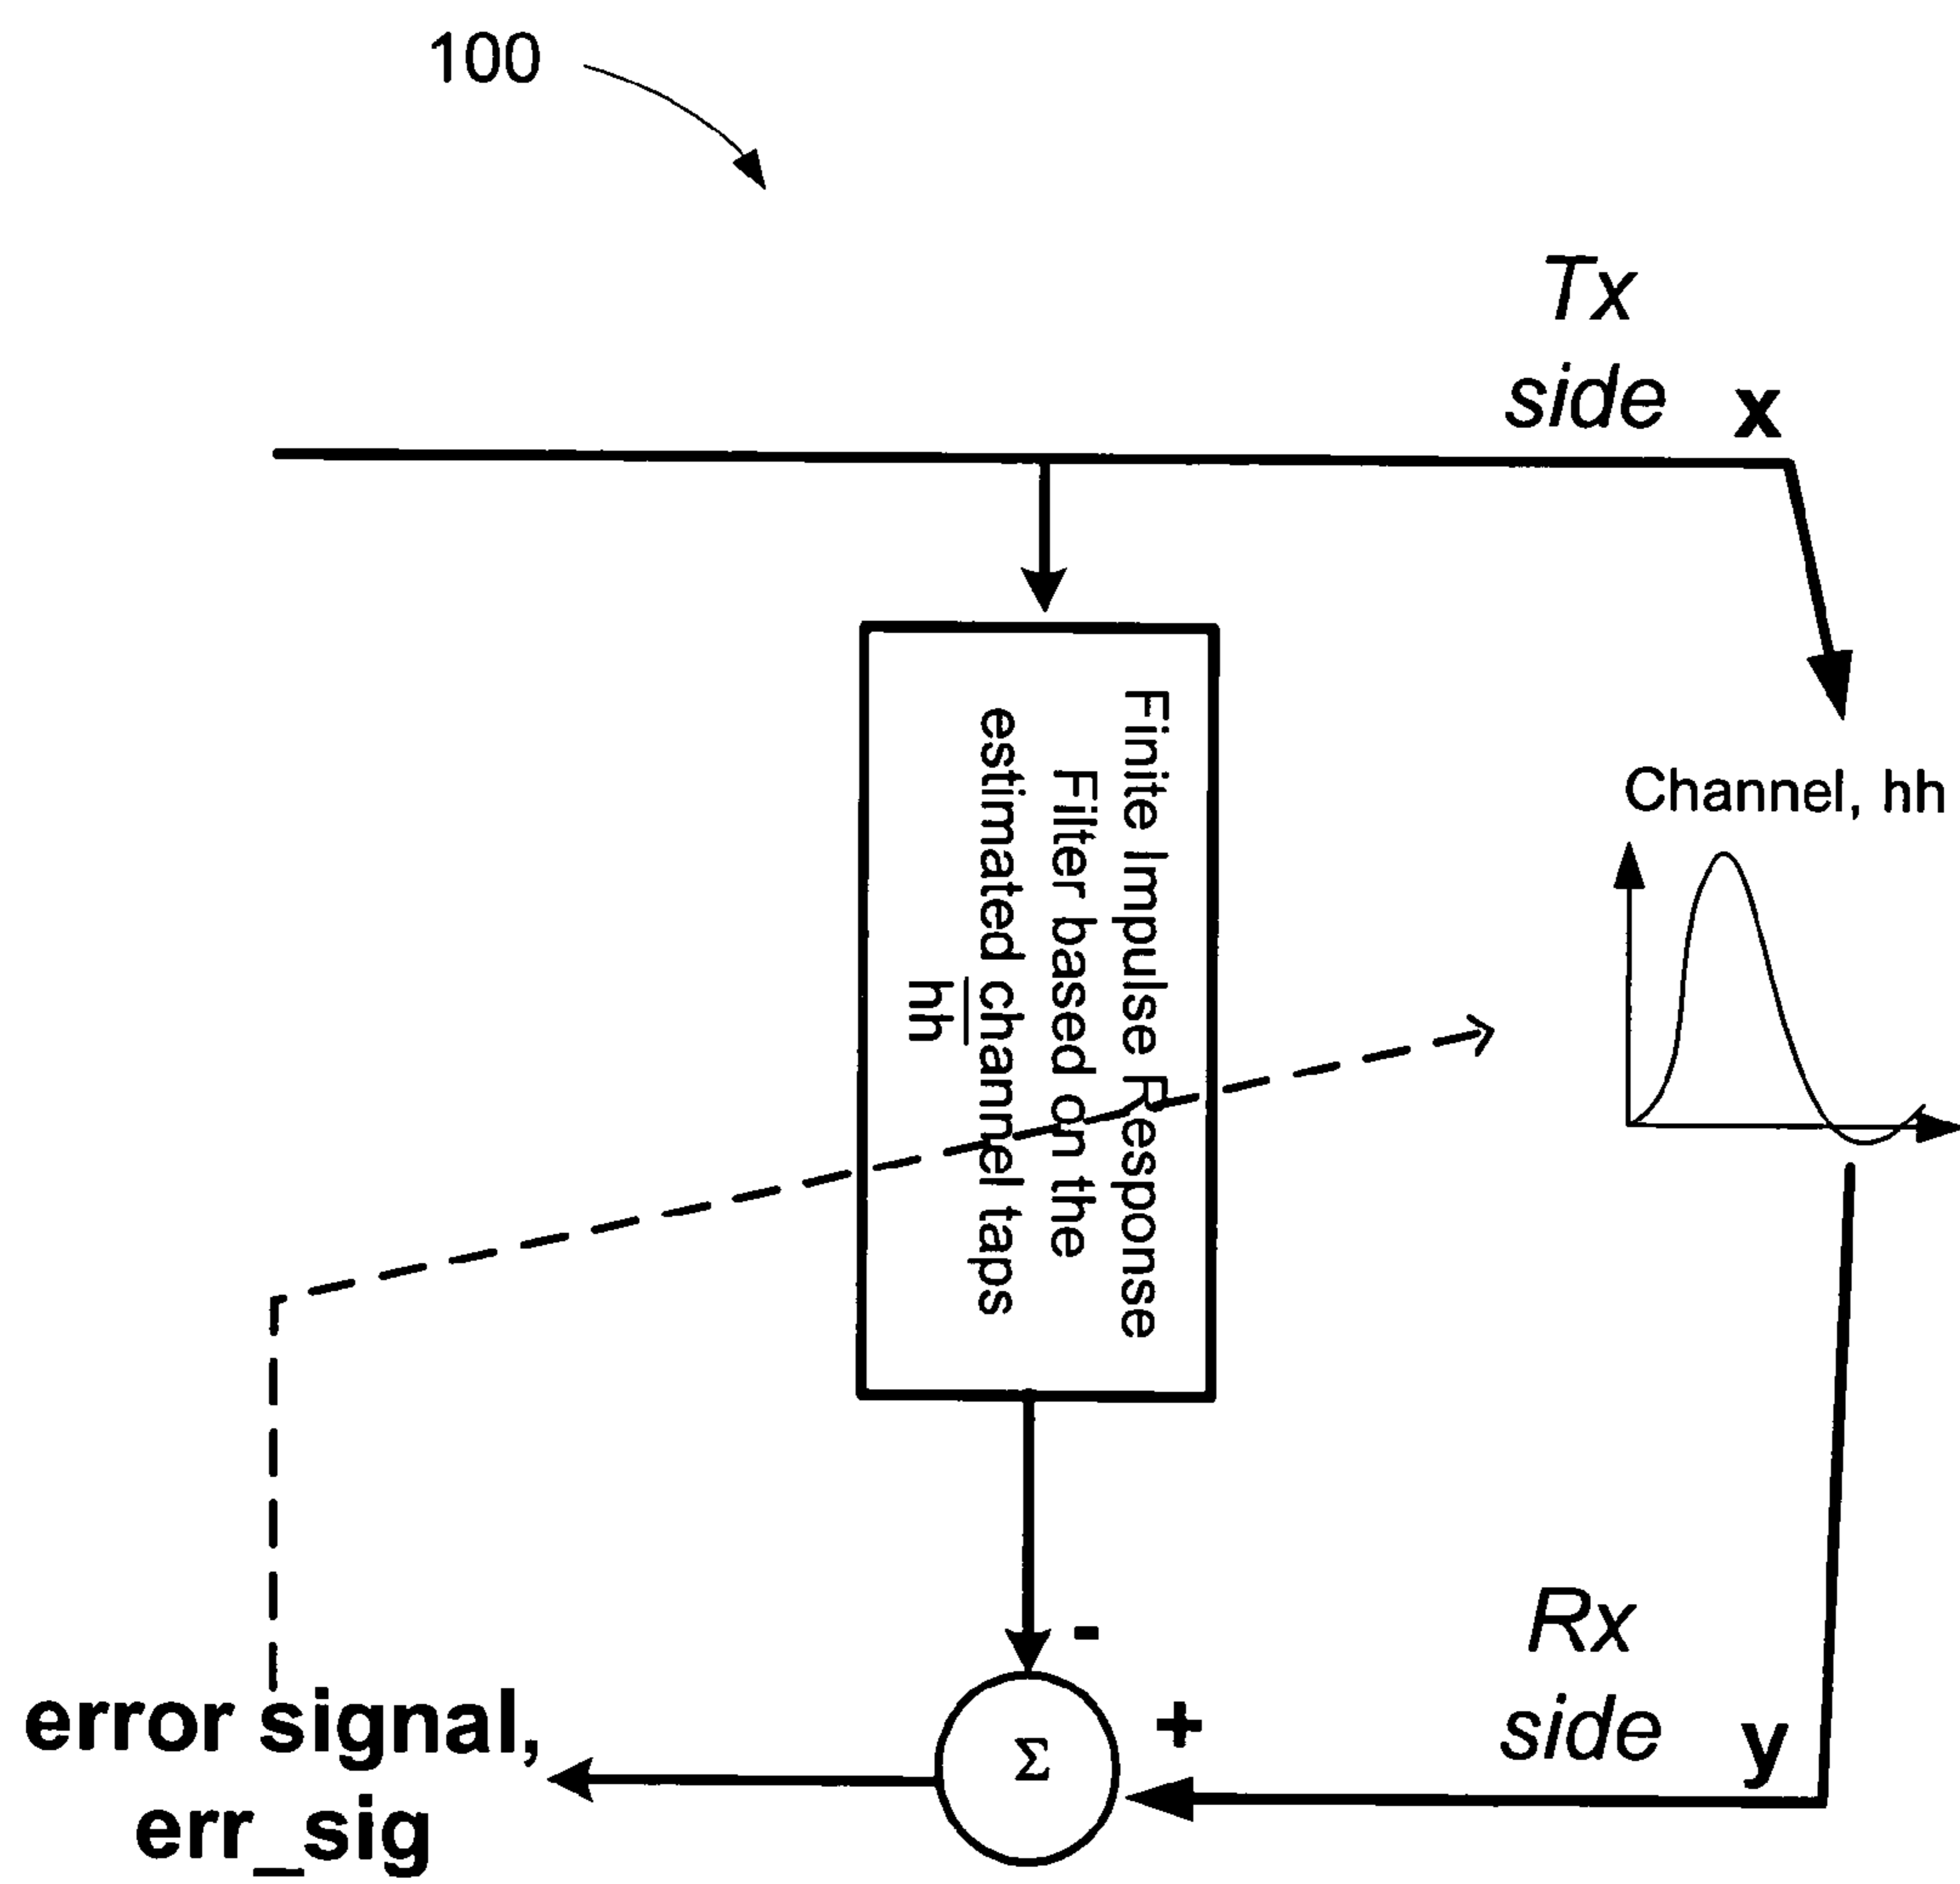 100
Tx
side x
Channel, hh
Finite Impulse Response
Filter based on the
estimated channel taps
hh
-
+
Σ
Rx
side y
error signal,
err_sig